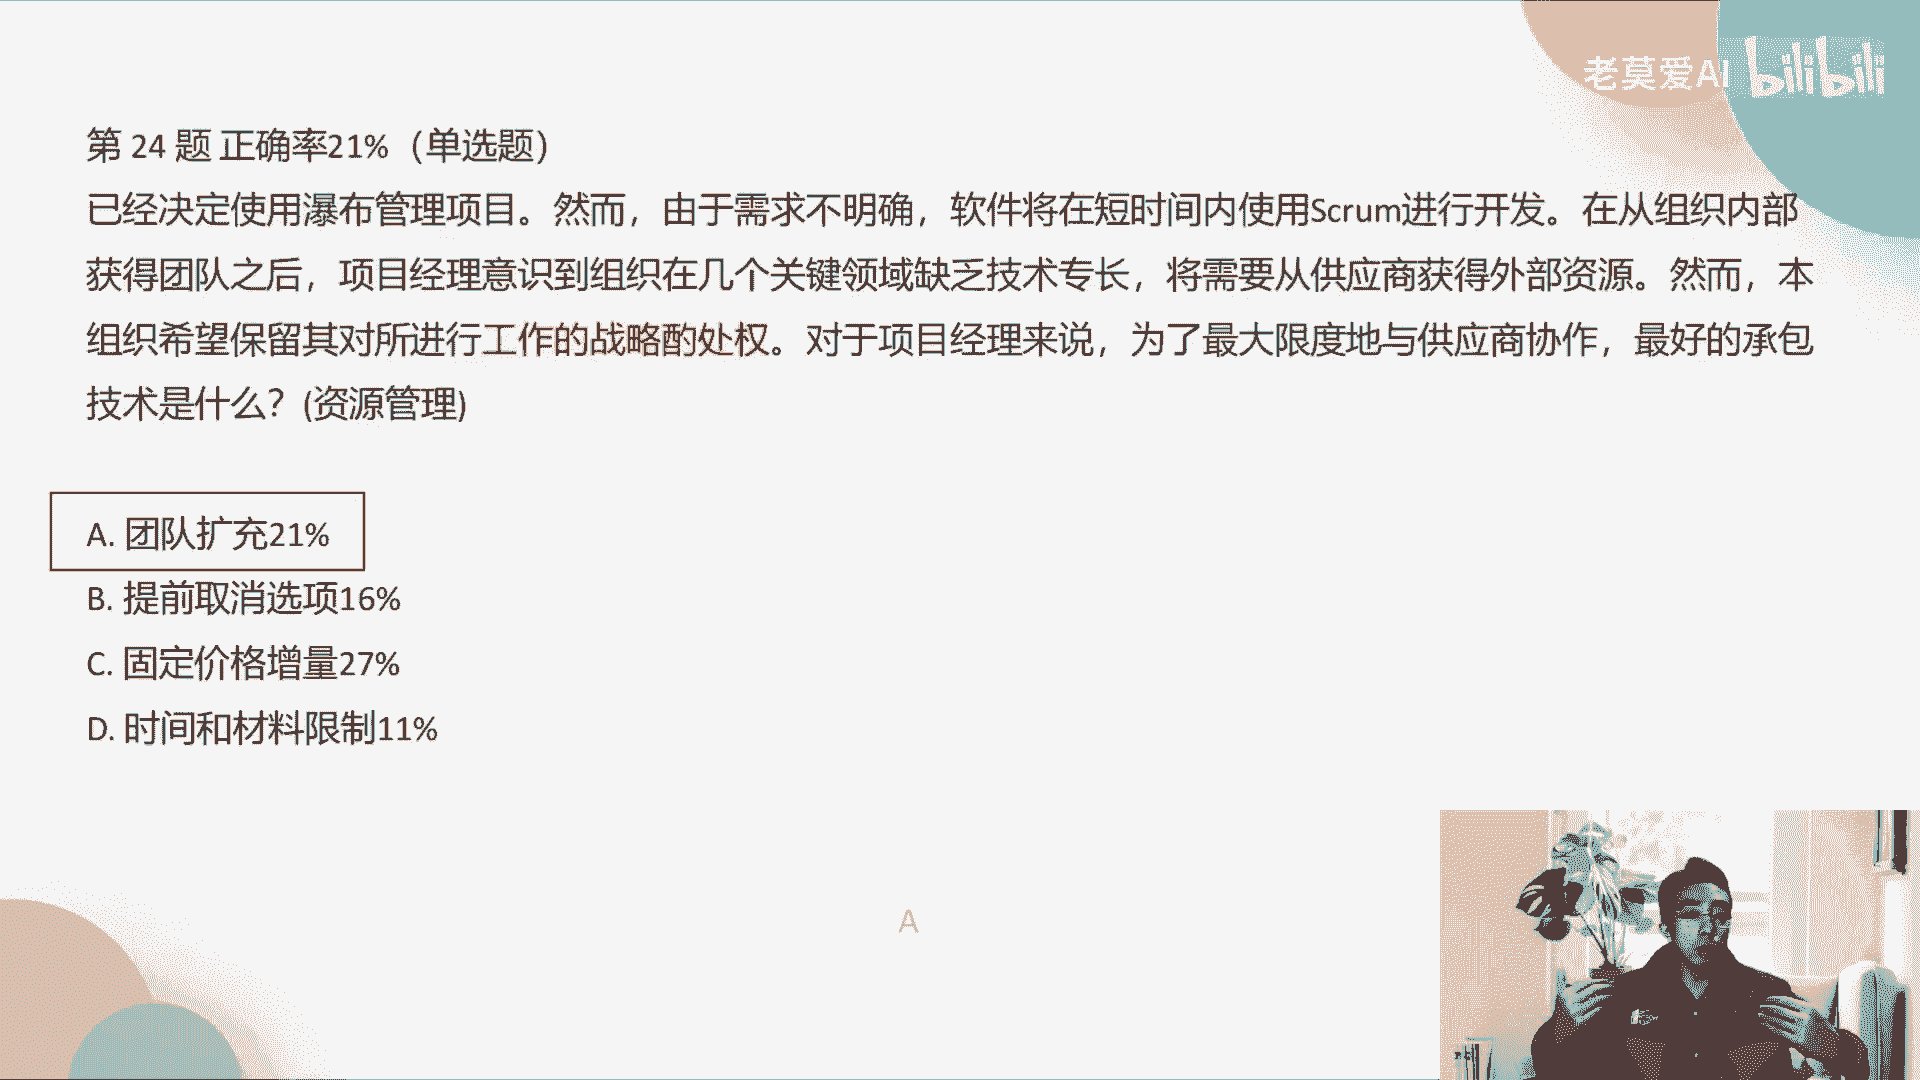 老莫爱AI bilibili
第 24 题 正确率21%（单选题）
已经决定使用瀑布管理项目。然而，由于需求不明确，软件将在短时间内使用Scrum进行开发。在从组织内部
获得团队之后，项目经理意识到组织在几个关键领域缺乏技术专长，将需要从供应商获得外部资源。然而，本
组织希望保留其对所进行工作的战略酌处权。对于项目经理来说，为了最大限度地与供应商协作，最好的承包
技术是什么？(资源管理)
A. 团队扩充21%
B. 提前取消选项16%
C. 固定价格增量27%
D. 时间和材料限制11%
A